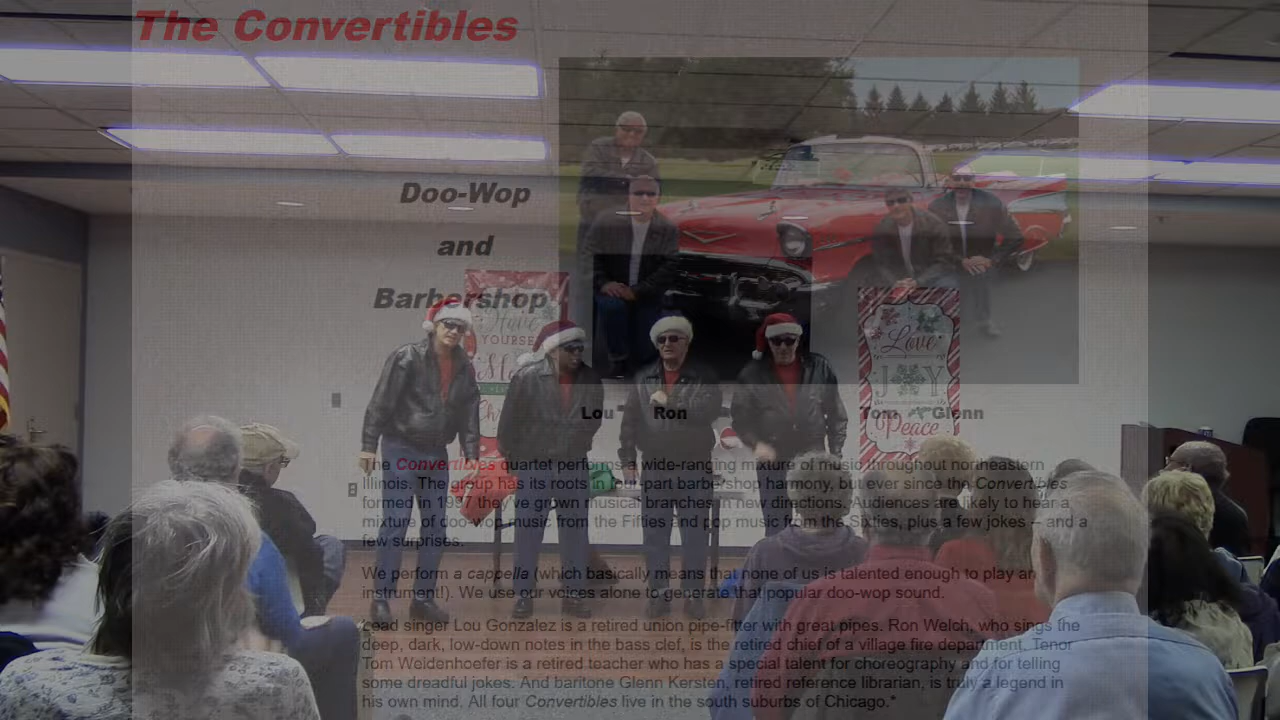 The Convertibles
Doo-Wop
and
Barbershop
Have
YOURSELF
Love
JOY
Peace
Lou Ron Tom Glenn
The Convertibles quartet performs a wide-ranging mixture of music throughout northeastern
Illinois. The group has its roots in four-part barbershop harmony, but ever since the Convertibles
formed in 1997 they've grown musical branches in new directions. Audiences are likely to hear a
mixture of doo-wop music from the Fifties and pop music from the Sixties, plus a few jokes – and a
few surprises.
We perform a cappella (which basically means that none of us is talented enough to play an
instrument!). We use our voices alone to generate that popular doo-wop sound.
Lead singer Lou Gonzalez is a retired union pipe-fitter with great pipes. Ron Welch, who sings the
deep, dark, low-down notes in the bass clef, is the retired chief of a village fire department. Tenor
Tom Weidenhoefer is a retired teacher who has a special talent for choreography and for telling
some dreadful jokes. And baritone Glenn Kersten, retired reference librarian, is truly a legend in
his own mind. All four Convertibles live in the south suburbs of Chicago.*